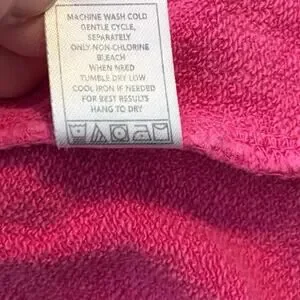 MACHINE WASH COLD
GENTLE CYCLE,
SEPARATELY
ONLY NON-CHLORINE
BLEACH
WHEN NEED
TUMBLE DRY LOW
COOL IRON IF NEEDED
FOR BEST RESULTS
HANG TO DRY